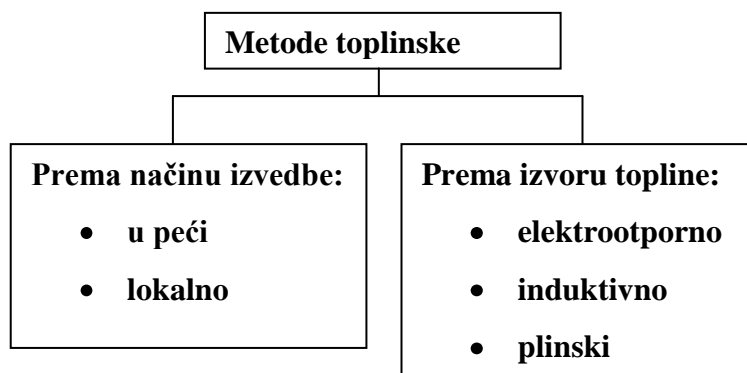 Metode toplinske
Prema načinu izvedbe:
• u peći
• lokalno
Prema izvoru topline:
• elektrootporno
• induktivno
• plinski